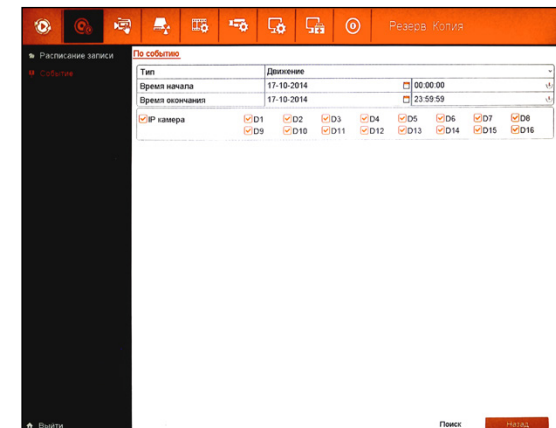 Резерв. Копия
Расписание записи
По событию
Событие
Тип Движение
Время начала 17-10-2014 00:00:00
Время окончания 17-10-2014 23:59:59
IP камера D1 D2 D3 D4 D5 D6 D7 D8
D9 D10 D11 D12 D13 D14 D15 D16
Выйти
Поиск Назад